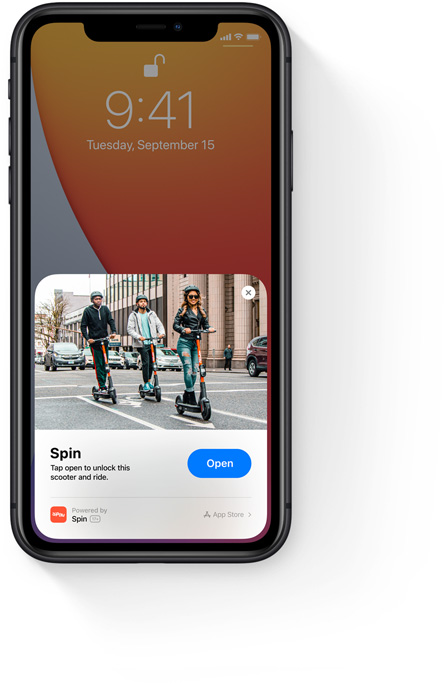 9:41
Tuesday, September 15
Spin
Tap open to unlock this
scooter and ride.
Open
Powered by
Spin
App Store